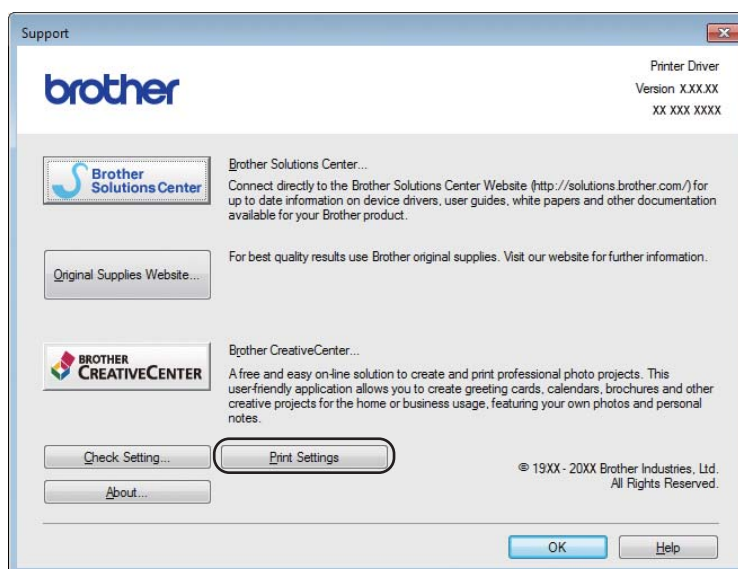 Support
brother
Printer Driver
Version X.XX.XX
XX XXX XXXX
Brother
Solutions Center
Brother Solutions Center...
Connect directly to the Brother Solutions Center Website (http://solutions.brother.com/) for
up to date information on device drivers, user guides, white papers and other documentation
available for your Brother product.
Original Supplies Website...
For best quality results use Brother original supplies. Visit our website for further information.
BROTHER
CREATIVECENTER
Brother CreativeCenter...
A free and easy on-line solution to create and print professional photo projects. This
user-friendly application allows you to create greeting cards, calendars, brochures and other
creative projects for the home or business usage, featuring your own photos and personal
notes.
Check Setting...
Print Settings
About...
© 19XX - 20XX Brother Industries, Ltd.
All Rights Reserved.
OK
Help